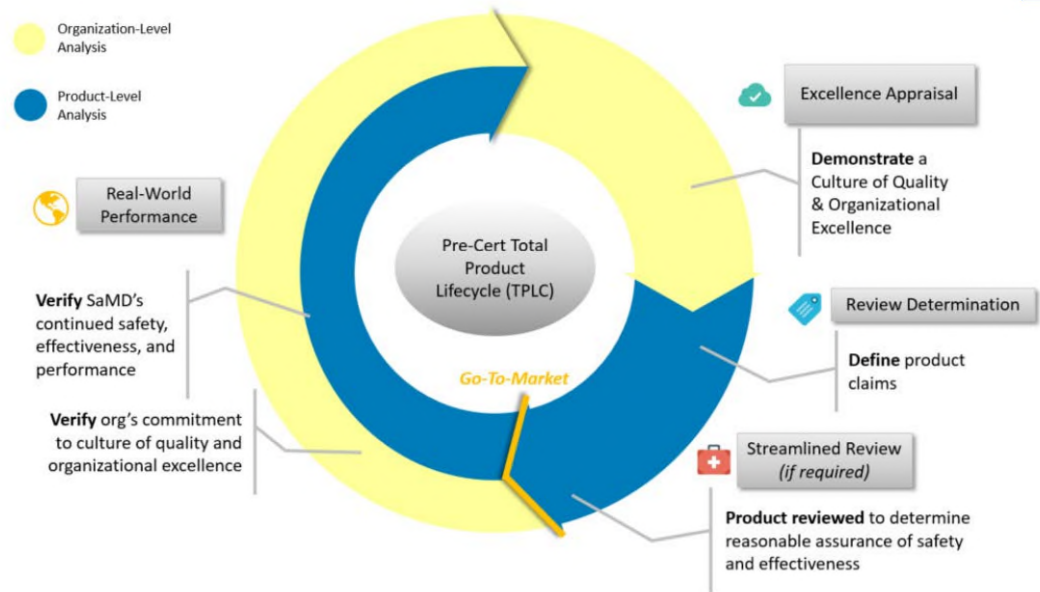 Organization-Level
Analysis
Product-Level
Analysis
Excellence Appraisal
Demonstrate a
Culture of Quality
& Organizational
Excellence
Real-World
Performance
Pre-Cert Total
Product
Lifecycle (TPLC)
Review Determination
Define product
claims
Verify SaMD's
continued safety,
effectiveness, and
performance
Go-To-Market
Verify org's commitment
to culture of quality and
organizational excellence
Streamlined Review
(if required)
Product reviewed to determine
reasonable assurance of safety
and effectiveness